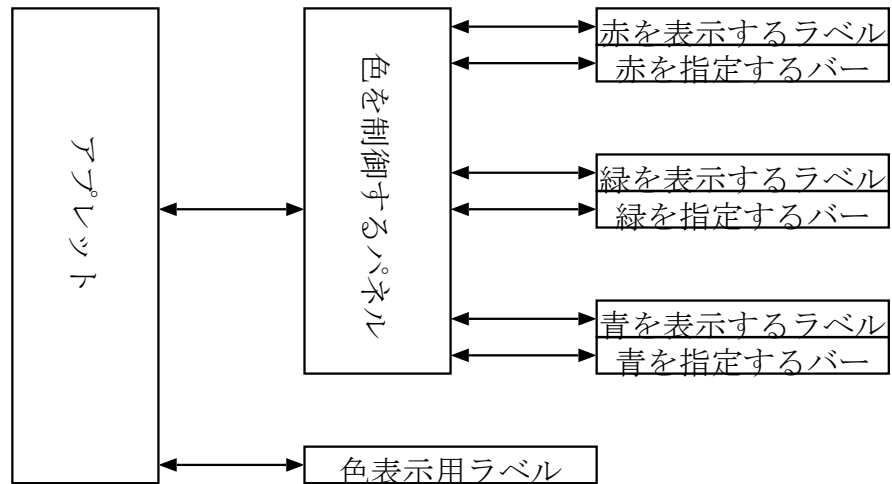 アプレット
色を制御するパネル
赤を表示するラベル
赤を指定するバー
緑を表示するラベル
緑を指定するバー
青を表示するラベル
青を指定するバー
色表示用ラベル